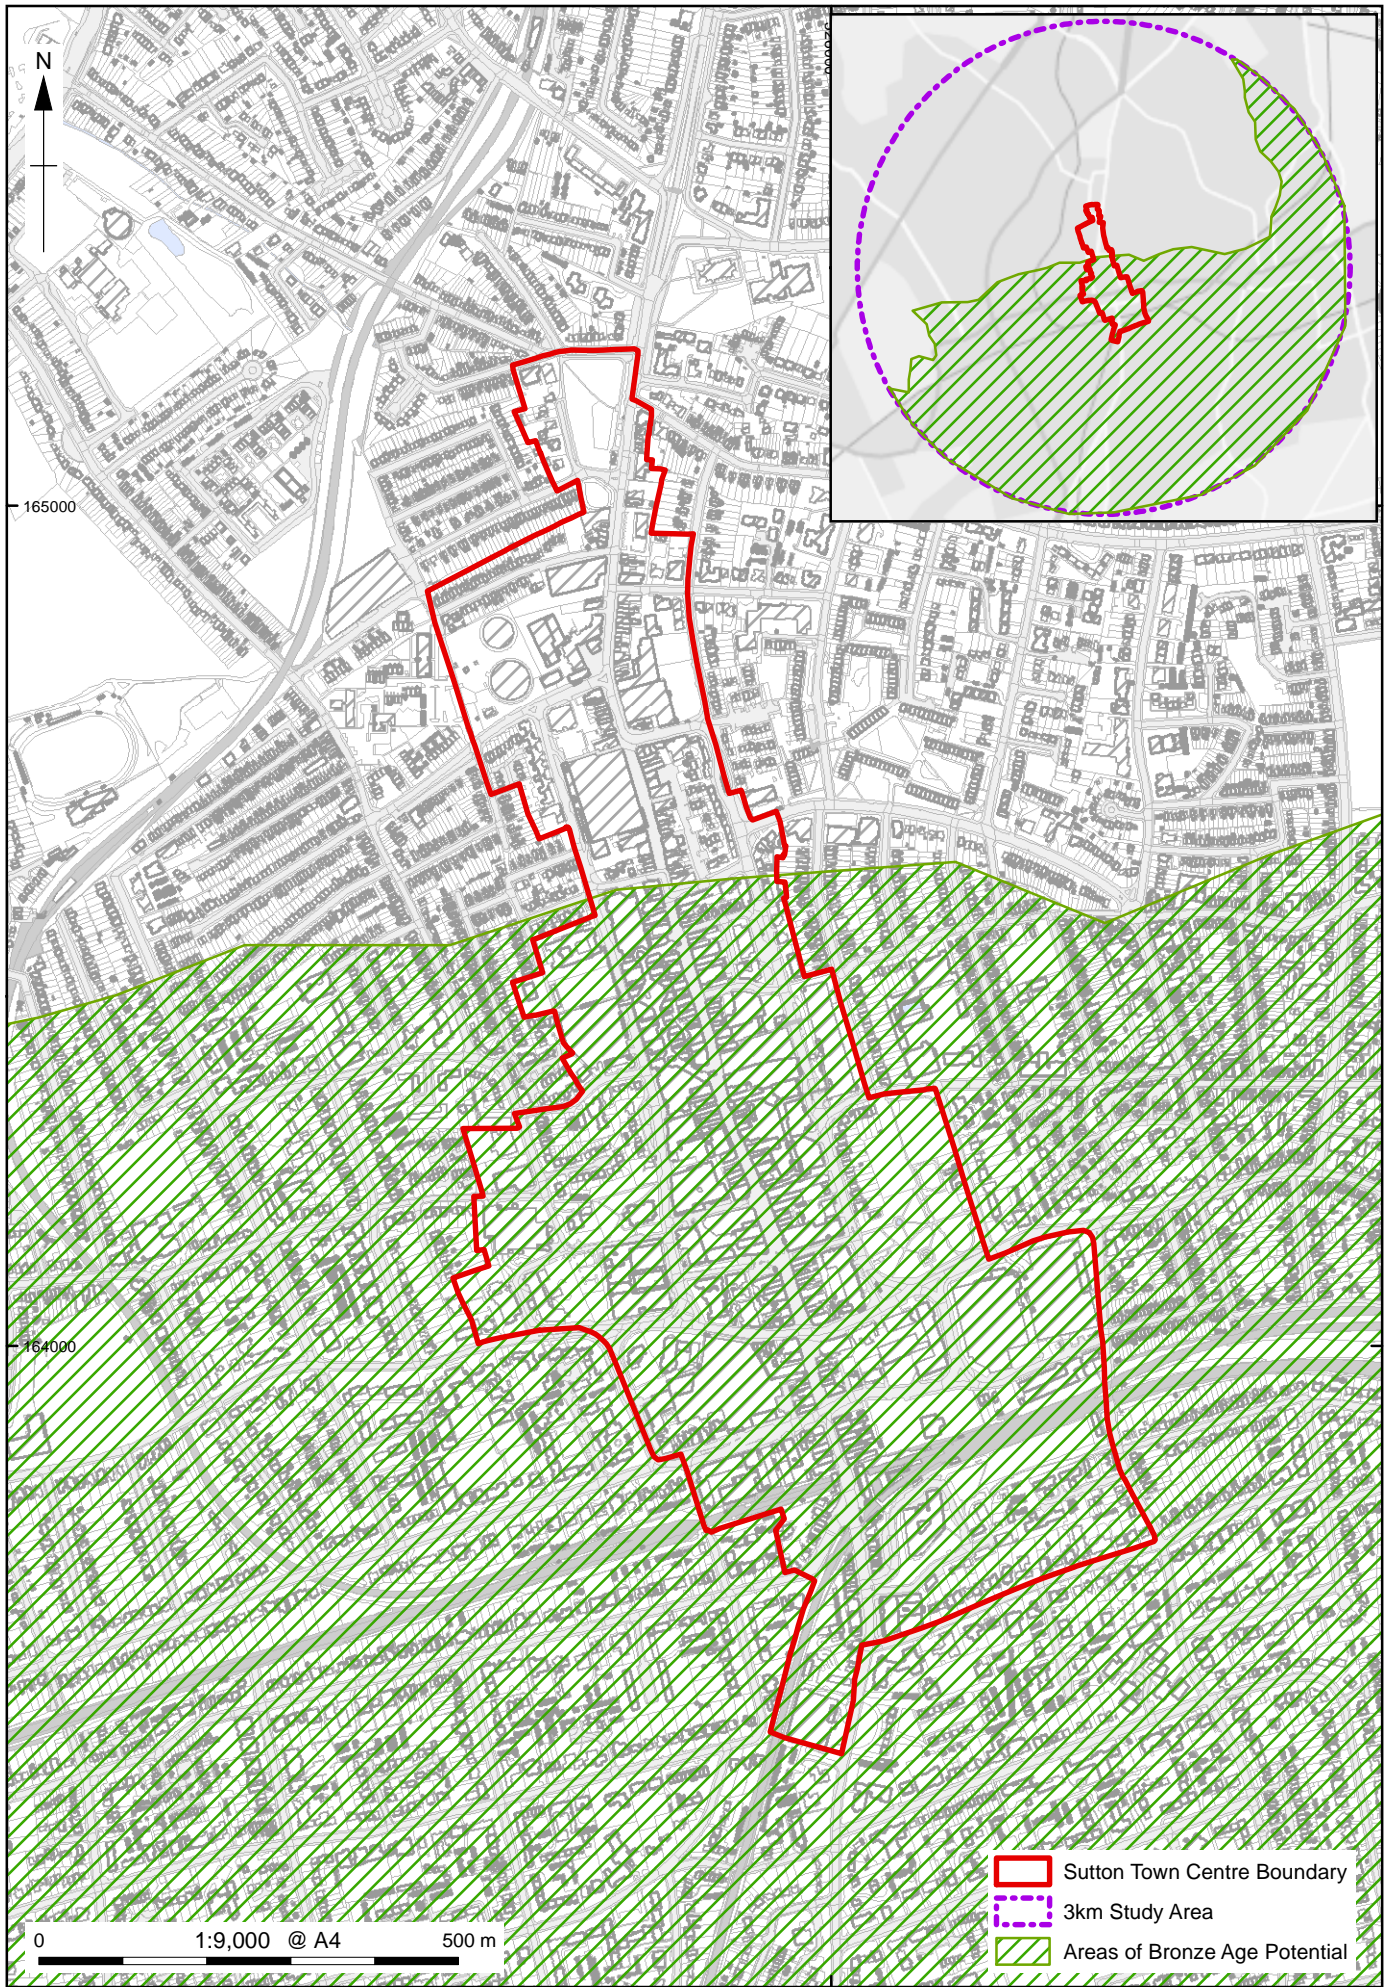 N
165000
164000
0 1:9,000 @ A4 500 m
Sutton Town Centre Boundary
3km Study Area
Areas of Bronze Age Potential